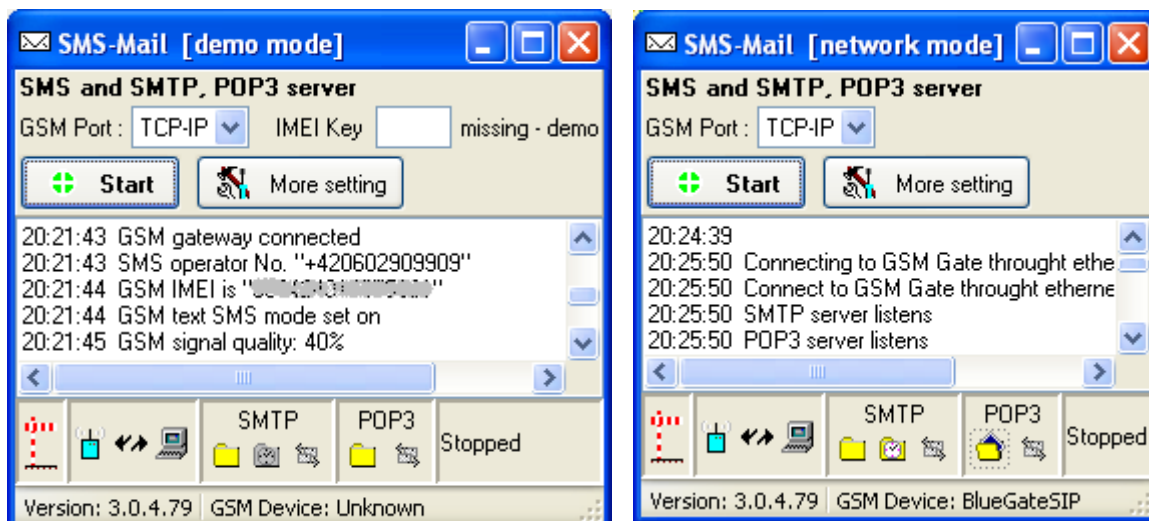 SMS-Mail [demo mode]
SMS and SMTP, POP3 server
GSM Port : TCP-IP IMEI Key missing - demo
Start More setting
20:21:43 GSM gateway connected
20:21:43 SMS operator No. "+420602909909"
20:21:44 GSM IMEI is "
20:21:44 GSM text SMS mode set on
20:21:45 GSM signal quality: 40%
SMTP POP3
Stopped
Version: 3.0.4.79 GSM Device: Unknown
SMS-Mail [network mode]
SMS and SMTP, POP3 server
GSM Port : TCP-IP
Start More setting
20:24:39
20:25:50 Connecting to GSM Gate throught ethe
20:25:50 Connect to GSM Gate throught etherne
20:25:50 SMTP server listens
20:25:50 POP3 server listens
SMTP POP3
Stopped
Version: 3.0.4.79 GSM Device: BlueGateSIP